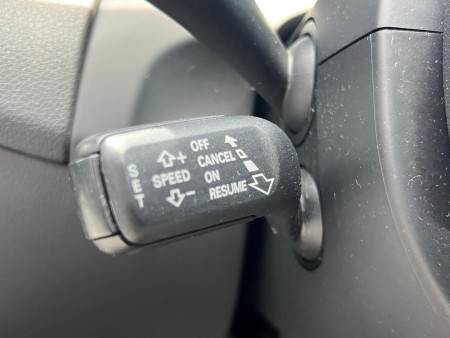 SET
SPEED
+
-
OFF
CANCEL
ON
RESUME